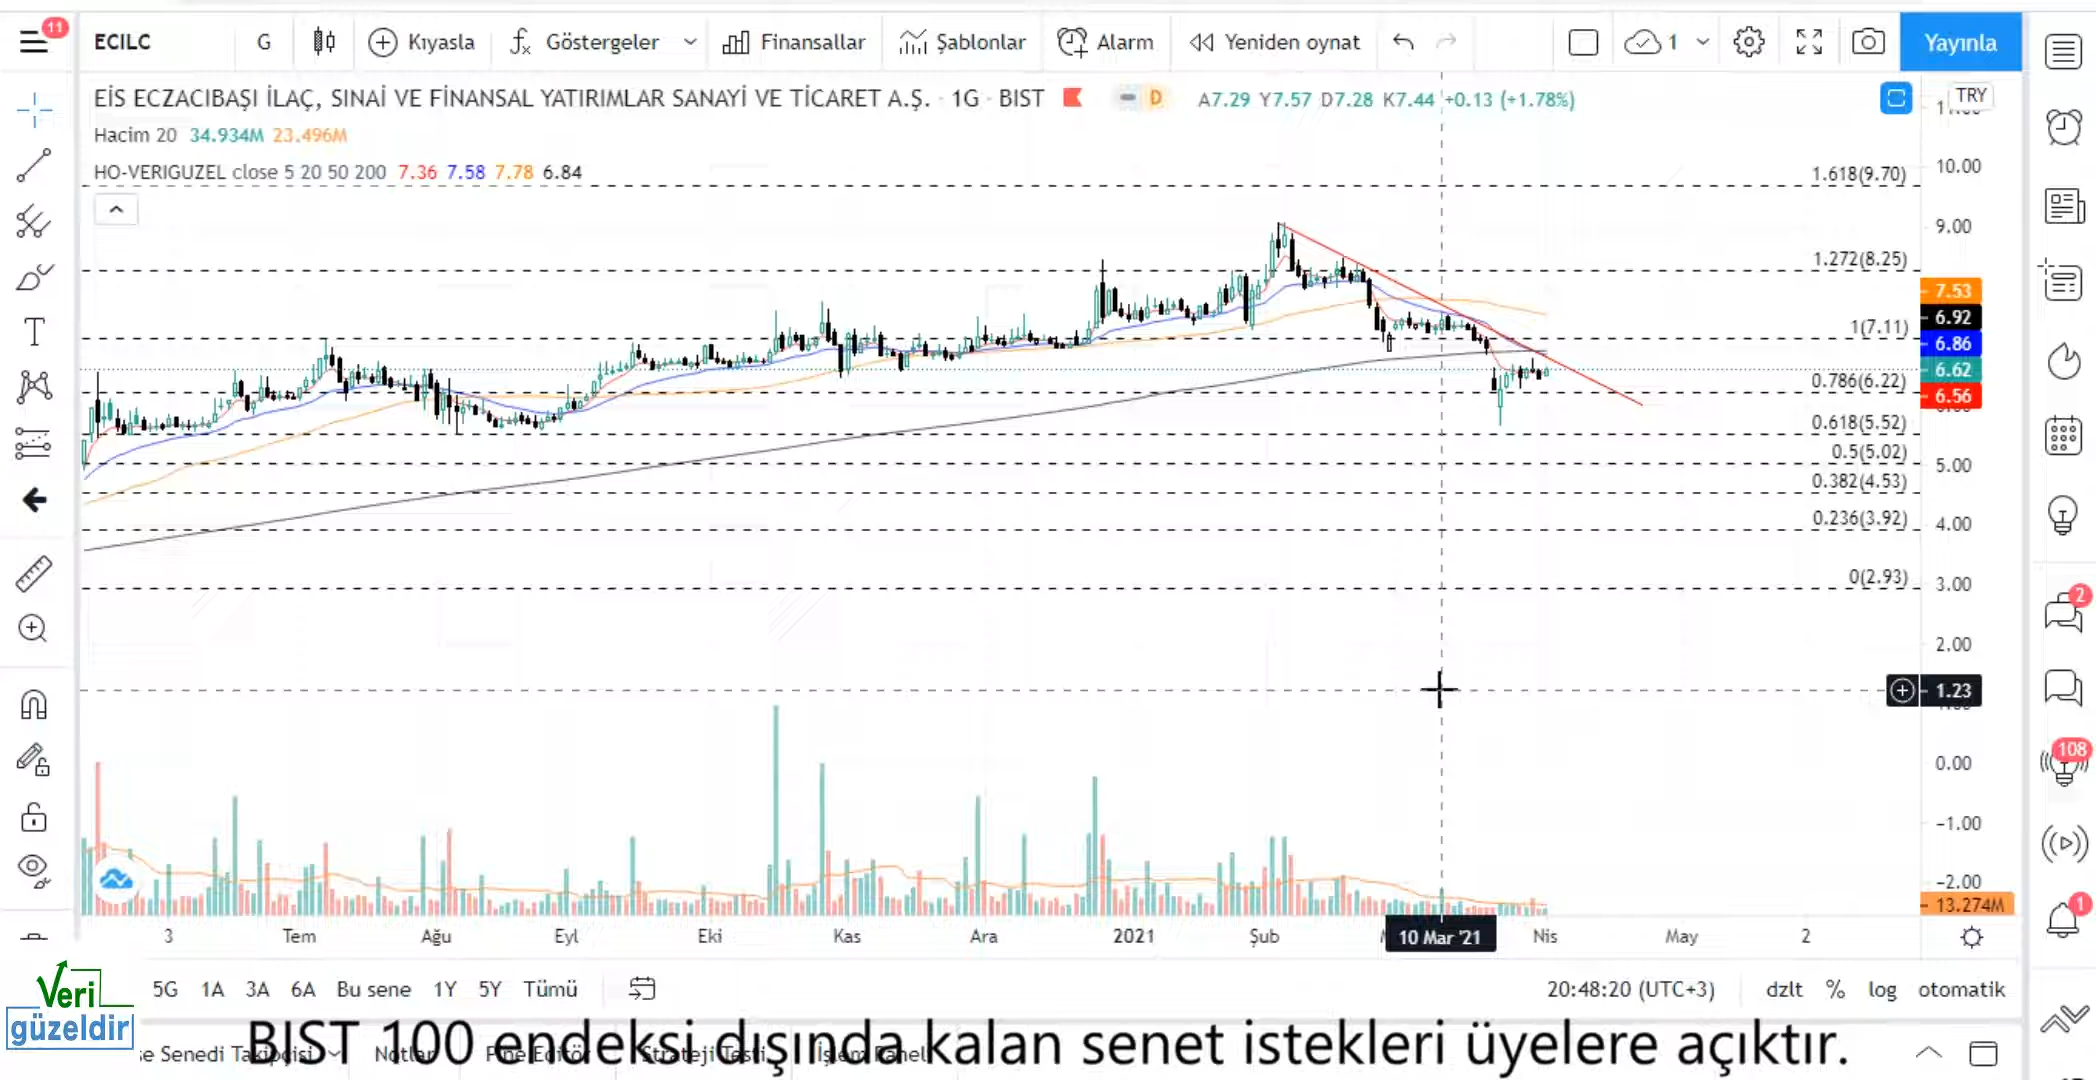 11
ECILC
G
Kıyasla
Göstergeler
Finansallar
Şablonlar
Alarm
Yeniden oynat
1
Yayınla
EİS ECZACIBAŞI İLAÇ, SINAİ VE FİNANSAL YATIRIMLAR SANAYİ VE TİCARET A.Ş. · 1G · BIST
D
A7.29 Y7.57 D7.28 K7.44 +0.13 (+1.78%)
TRY
Hacim 20 34.934M 23.496M
HO-VERIGUZEL close 5 20 50 200 7.36 7.58 7.78 6.84
1.618(9.70)
1.272(8.25)
1(7.11)
0.786(6.22)
0.618(5.52)
0.5(5.02)
0.382(4.53)
0.236(3.92)
0(2.93)
10.00
9.00
7.53
6.92
6.86
6.62
6.56
5.00
4.00
3.00
2.00
1.23
0.00
-1.00
-2.00
13.274M
2
108
1
3 Tem Ağu Eyl Eki Kas Ara 2021 Şub 10 Mar '21 Nis May 2
5G 1A 3A 6A Bu sene 1Y 5Y Tümü
20:48:20 (UTC+3) dzlt % log otomatik
Veri
güzeldir
BIST 100 endeksi dışında kalan senet istekleri üyelere açıktır.